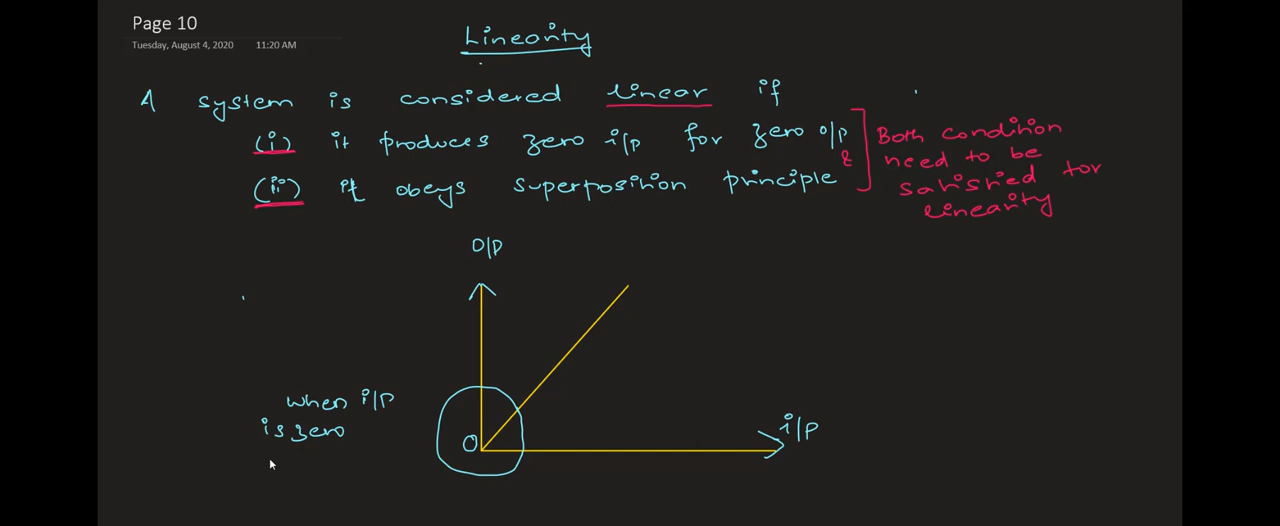 Page 10
Tuesday, August 4, 2020 11:20 AM
Linearity
A system is considered linear if
(i) it produces zero i/p for zero o/p
&
(ii) it obeys superposition principle
Both condition
need to be
satisfied for
linearity
O/P
when i/p
is zero
O
i/p